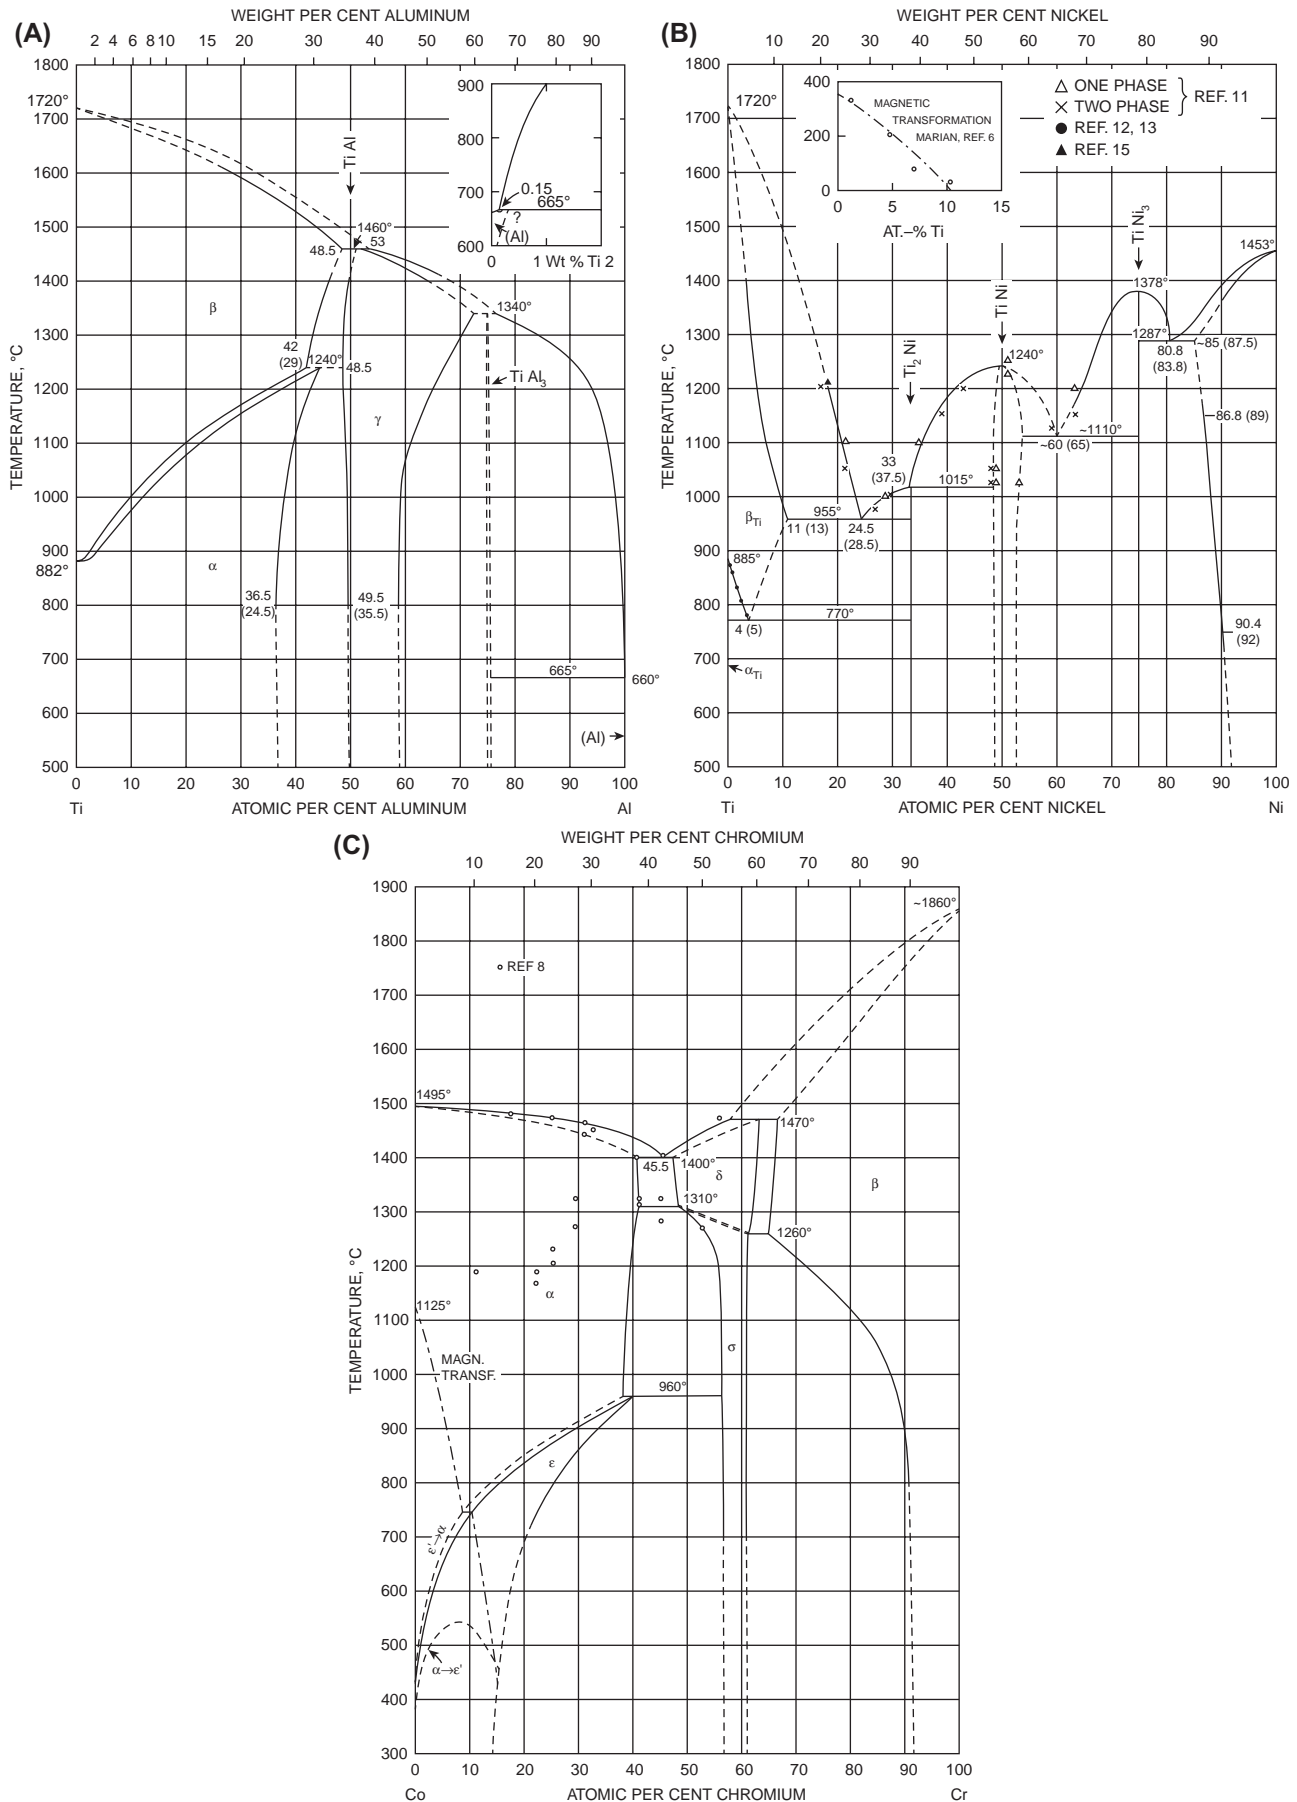 (A)
WEIGHT PER CENT ALUMINUM
2 4 6 8 10 15 20 30 40 50 60 70 80 90
1800
1720°
1700
1600
1500
1400
1300
1200
1100
1000
900
882°
800
700
600
500
TEMPERATURE, °C
Ti Al
1460°
53
48.5
1340°
β
42
(29)
1240°
48.5
Ti Al3
γ
α
36.5
(24.5)
49.5
(35.5)
665°
660°
(Al)
900
800
700
600
0.15
665°
?
(Al)
0 1 Wt % Ti 2
0 10 20 30 40 50 60 70 80 90 100
Ti ATOMIC PER CENT ALUMINUM Al
(B)
WEIGHT PER CENT NICKEL
10 20 30 40 50 60 70 80 90
1800
1700
1600
1500
1400
1300
1200
1100
1000
900
800
700
600
500
TEMPERATURE, °C
1720°
400
200
0
MAGNETIC
TRANSFORMATION
MARIAN, REF. 6
0 5 10 15
AT.–% Ti
ONE PHASE
TWO PHASE
REF. 11
REF. 12, 13
REF. 15
Ti Ni3
1453°
1378°
Ti Ni
1287°
80.8
(83.8)
~85 (87.5)
Ti2 Ni
1240°
86.8 (89)
~1110°
~60 (65)
33
(37.5)
1015°
955°
βTi
11 (13)
24.5
(28.5)
885°
770°
4 (5)
90.4
(92)
αTi
0 10 20 30 40 50 60 70 80 90 100
Ti ATOMIC PER CENT NICKEL Ni
(C)
WEIGHT PER CENT CHROMIUM
10 20 30 40 50 60 70 80 90
1900
1800
1700
1600
1500
1400
1300
1200
1100
1000
900
800
700
600
500
400
300
TEMPERATURE, °C
~1860°
REF 8
1495°
1470°
45.5
1400°
δ
β
1310°
1260°
α
1125°
MAGN.
TRANSF.
σ
960°
ε
ε'→α
α→ε'
0 10 20 30 40 50 60 70 80 90 100
Co ATOMIC PER CENT CHROMIUM Cr